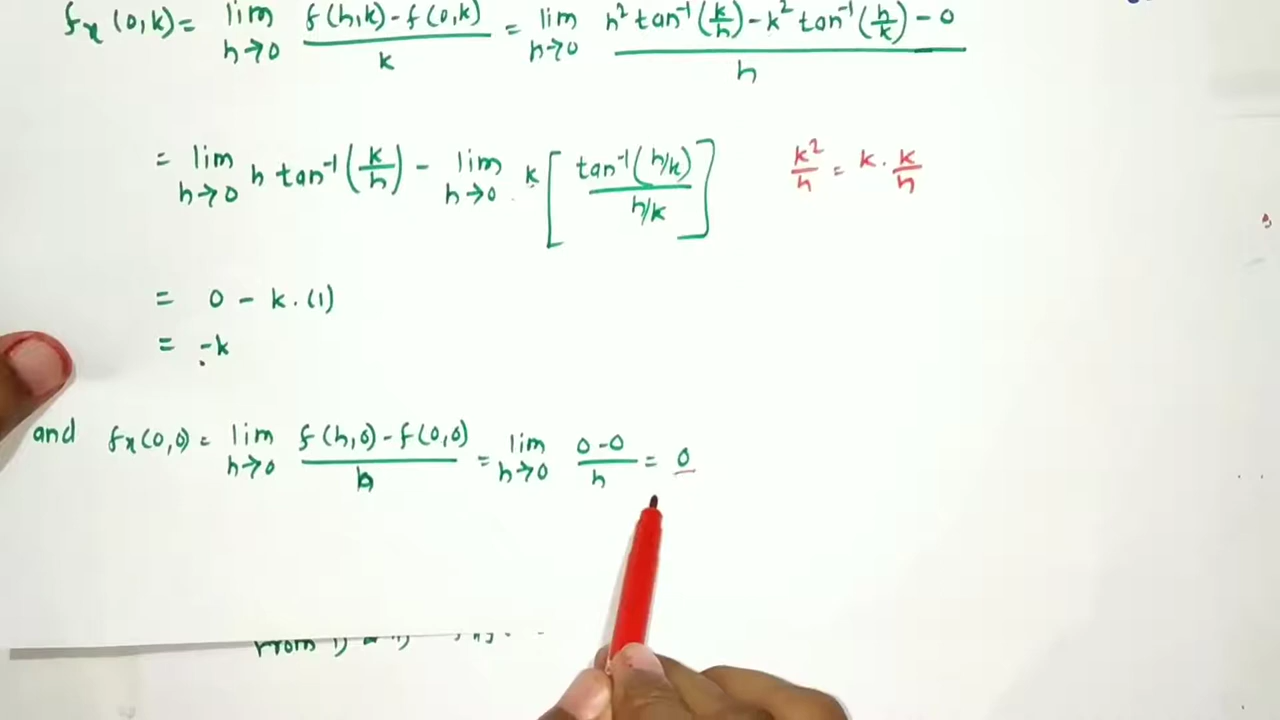 fx (0,k) = lim h→0 f(h,k) - f(0,k) / k = lim h→0 h² tan⁻¹(k/h) - k² tan⁻¹(h/k) - 0 / h
= lim h→0 h tan⁻¹(k/h) - lim h→0 k [ tan⁻¹(h/k) / h/k ] k²/h = k . k/h
= 0 - k. (1)
= -k
and fx(0,0) = lim h→0 f(h,0) - f(0,0) / h = lim h→0 0-0 / h = 0
From